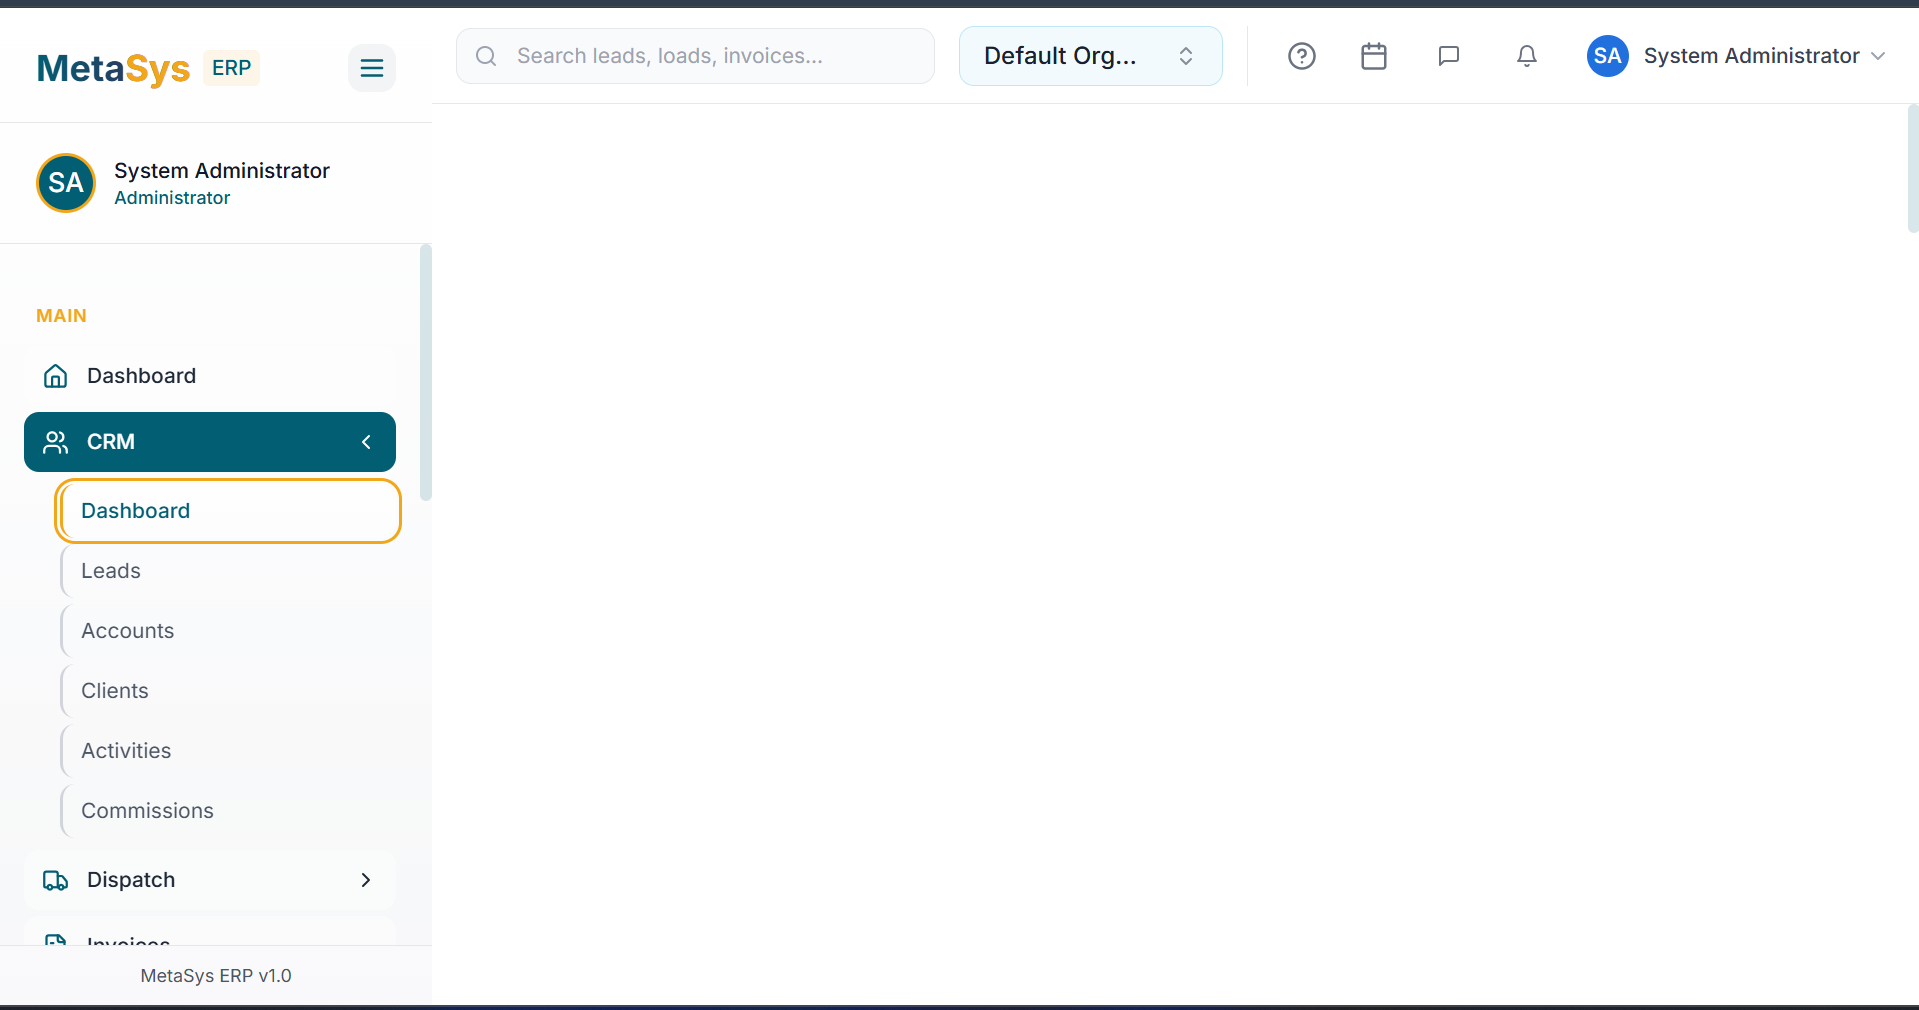 MetaSys ERP
Search leads, loads, invoices...
Default Org...
SA System Administrator
SA
System Administrator
Administrator
MAIN
Dashboard
CRM
Dashboard
Leads
Accounts
Clients
Activities
Commissions
Dispatch
Invoices
MetaSys ERP v1.0